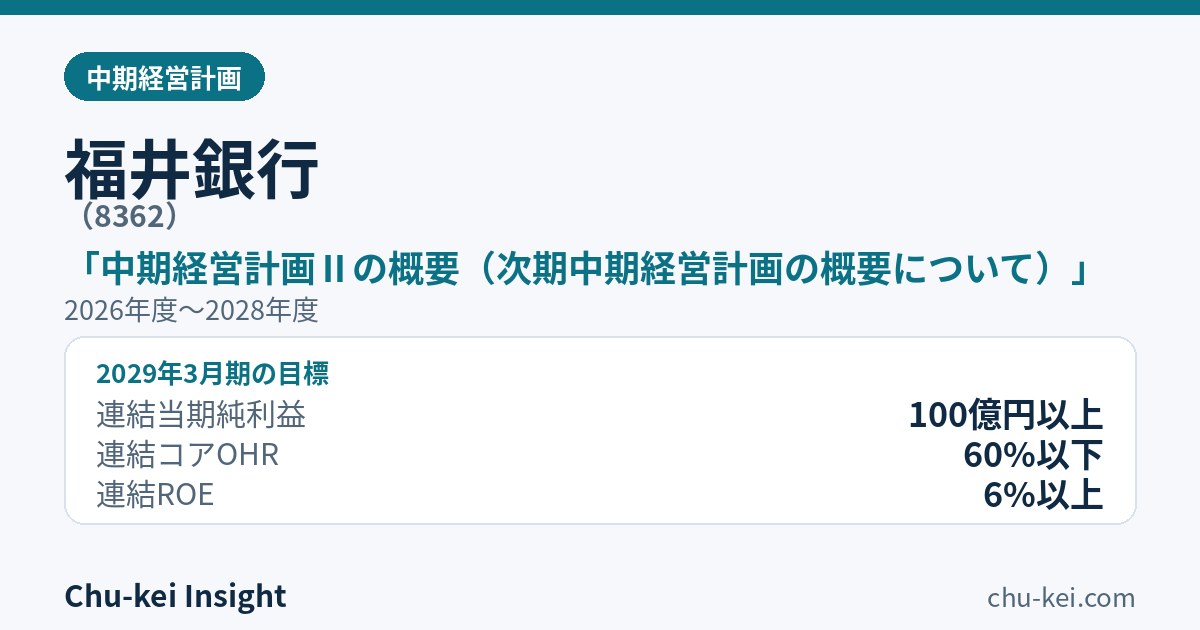 中期経営計画
福井銀行
（8362）
「中期経営計画Ⅱの概要（次期中期経営計画の概要について）」
2026年度～2028年度
2029年3月期の目標
連結当期純利益 100億円以上
連結コアOHR 60%以下
連結ROE 6%以上
Chu-kei Insight chu-kei.com